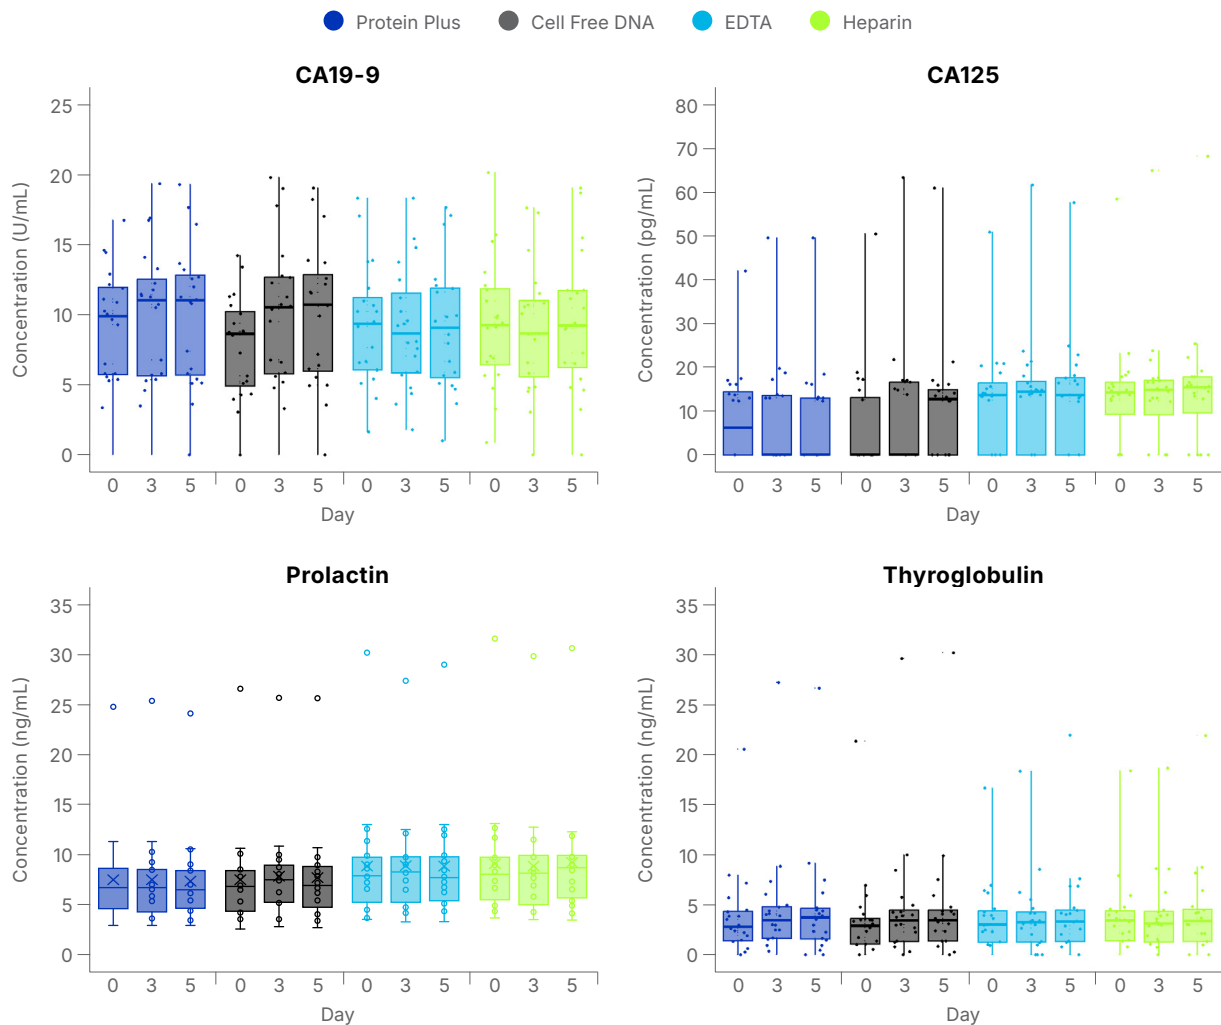 Protein Plus Cell Free DNA EDTA Heparin
CA19-9
Concentration (U/mL)
25
20
15
10
5
0
0 3 5 0 3 5 0 3 5 0 3 5
Day
CA125
Concentration (pg/mL)
80
70
60
50
40
30
20
10
0
0 3 5 0 3 5 0 3 5 0 3 5
Day
Prolactin
Concentration (ng/mL)
35
30
25
20
15
10
5
0
0 3 5 0 3 5 0 3 5 0 3 5
Day
Thyroglobulin
Concentration (ng/mL)
35
30
25
20
15
10
5
0
0 3 5 0 3 5 0 3 5 0 3 5
Day